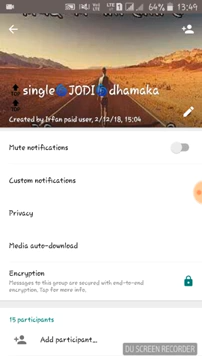 64% 13:49
single JODI dhamaka
Created by Irfan paid user, 2/12/18, 15:04
Mute notifications
Custom notifications
Privacy
Media auto-download
Encryption
Messages to this group are secured with end-to-end
encryption. Tap for more info.
15 participants
Add participant...
DU SCREEN RECORDER